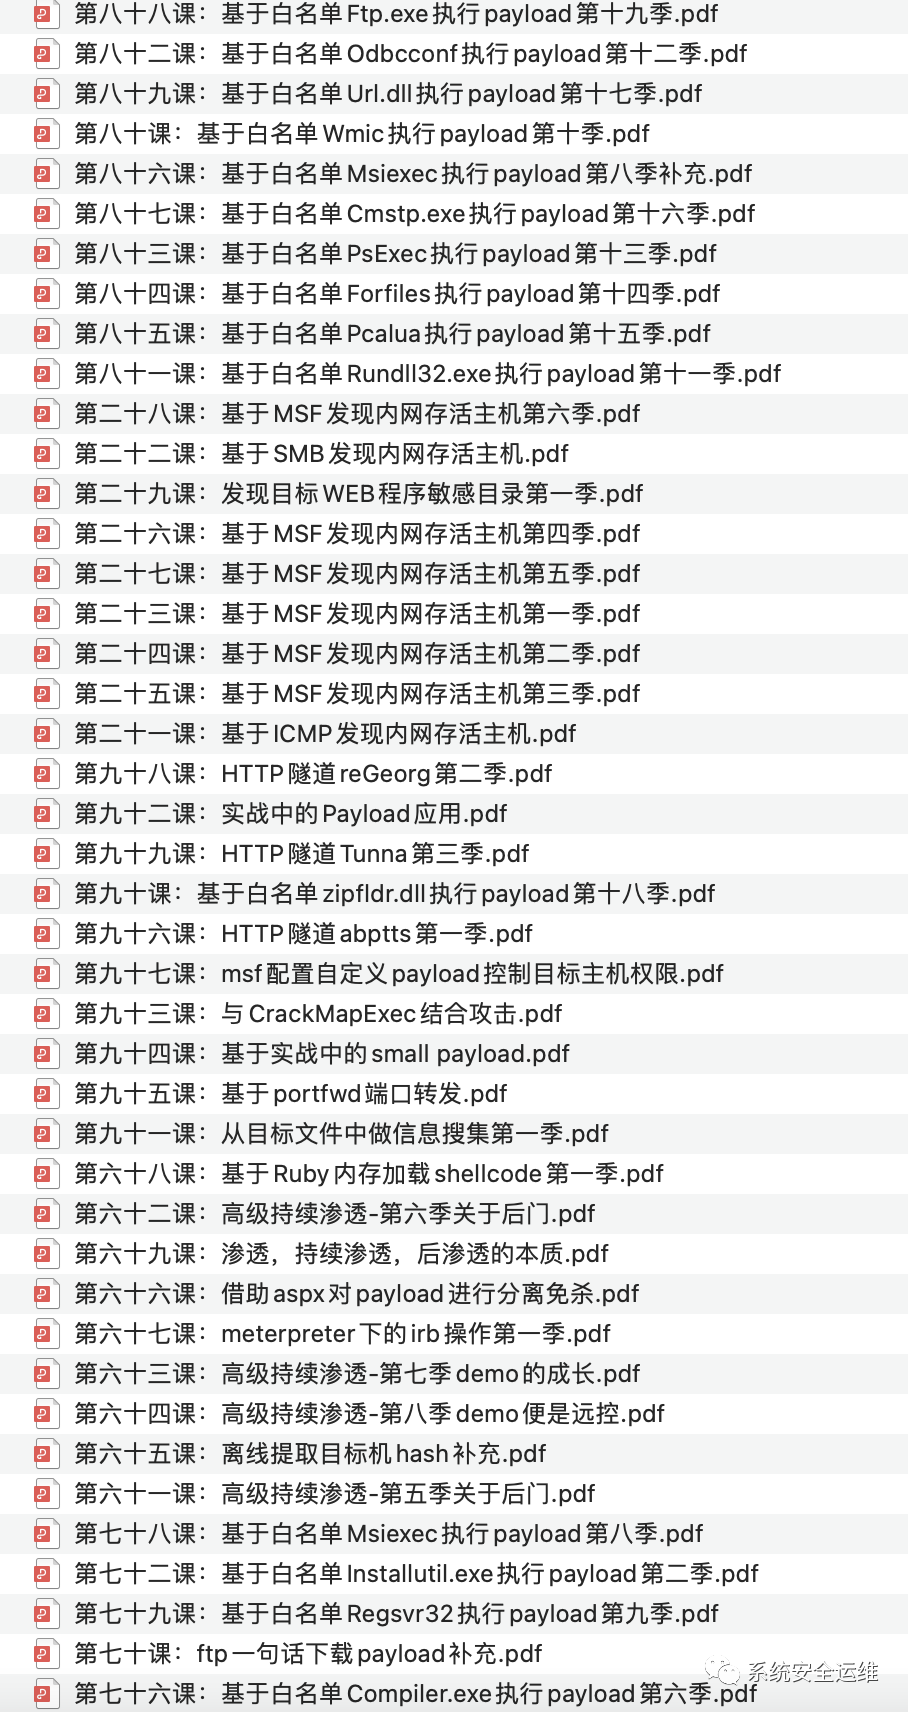 第八十八课：基于白名单Ftp.exe执行payload第十九季.pdf
第八十二课：基于白名单Odbcconf执行payload第十二季.pdf
第八十九课：基于白名单Url.dll执行payload第十七季.pdf
第八十课：基于白名单Wmic执行payload第十季.pdf
第八十六课：基于白名单Msiexec执行payload第八季补充.pdf
第八十七课：基于白名单Cmstp.exe执行payload第十六季.pdf
第八十三课：基于白名单PsExec执行payload第十三季.pdf
第八十四课：基于白名单Forfiles执行payload第十四季.pdf
第八十五课：基于白名单Pcalua执行payload第十五季.pdf
第八十一课：基于白名单Rundll32.exe执行payload第十一季.pdf
第二十八课：基于MSF发现内网存活主机第六季.pdf
第二十二课：基于SMB发现内网存活主机.pdf
第二十九课：发现目标WEB程序敏感目录第一季.pdf
第二十六课：基于MSF发现内网存活主机第四季.pdf
第二十七课：基于MSF发现内网存活主机第五季.pdf
第二十三课：基于MSF发现内网存活主机第一季.pdf
第二十四课：基于MSF发现内网存活主机第二季.pdf
第二十五课：基于MSF发现内网存活主机第三季.pdf
第二十一课：基于ICMP发现内网存活主机.pdf
第九十八课：HTTP隧道reGeorg第二季.pdf
第九十二课：实战中的Payload应用.pdf
第九十九课：HTTP隧道Tunna第三季.pdf
第九十课：基于白名单zipfldr.dll执行payload第十八季.pdf
第九十六课：HTTP隧道abptts第一季.pdf
第九十七课：msf配置自定义payload控制目标主机权限.pdf
第九十三课：与CrackMapExec结合攻击.pdf
第九十四课：基于实战中的small payload.pdf
第九十五课：基于portfwd端口转发.pdf
第九十一课：从目标文件中做信息搜集第一季.pdf
第六十八课：基于Ruby内存加载shellcode第一季.pdf
第六十二课：高级持续渗透-第六季关于后门.pdf
第六十九课：渗透，持续渗透，后渗透的本质.pdf
第六十六课：借助aspx对payload进行分离免杀.pdf
第六十七课：meterpreter下的irb操作第一季.pdf
第六十三课：高级持续渗透-第七季demo的成长.pdf
第六十四课：高级持续渗透-第八季demo便是远控.pdf
第六十五课：离线提取目标机hash补充.pdf
第六十一课：高级持续渗透-第五季关于后门.pdf
第七十八课：基于白名单Msiexec执行payload第八季.pdf
第七十二课：基于白名单Installutil.exe执行payload第二季.pdf
第七十九课：基于白名单Regsvr32执行payload第九季.pdf
第七十课：ftp一句话下载payload补充.pdf
系统安全运维
第七十六课：基于白名单Compiler.exe执行payload第六季.pdf